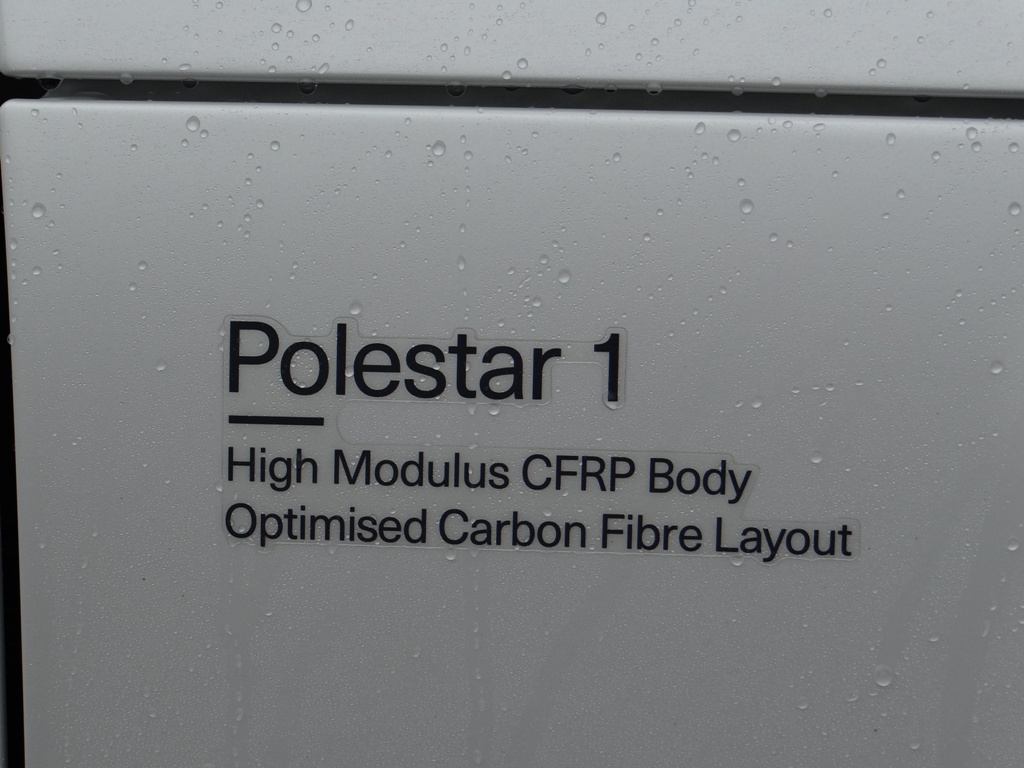 Polestar 1
High Modulus CFRP Body
Optimised Carbon Fibre Layout